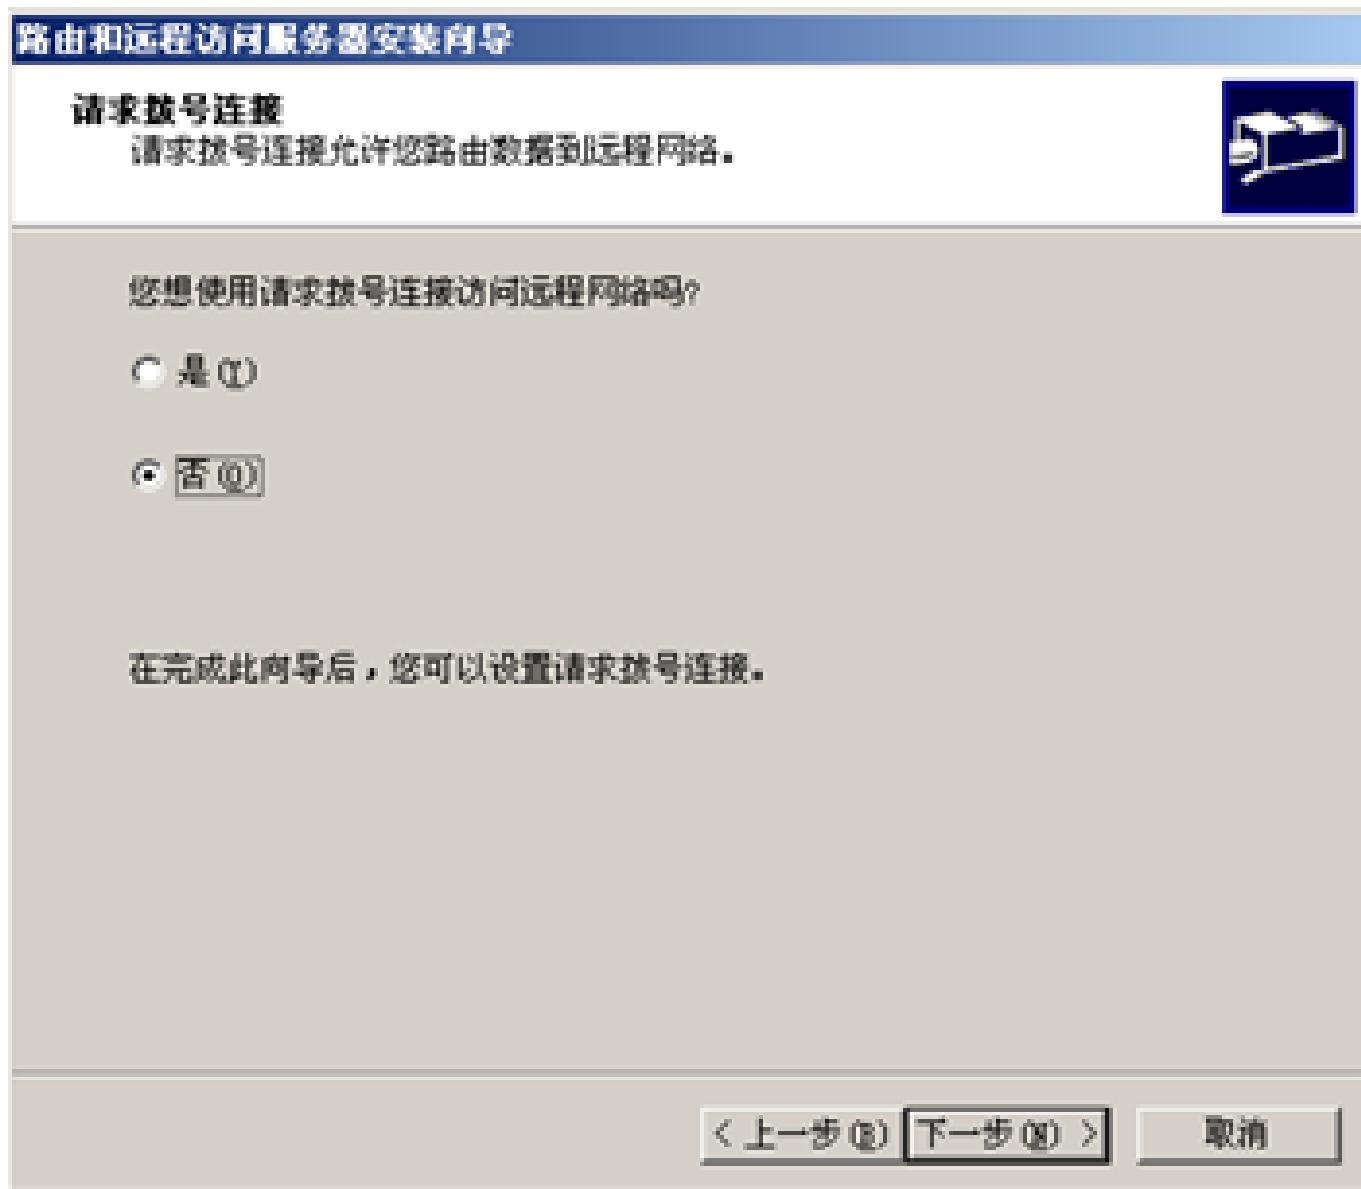 路由和远程访问服务器安装向导
请求拨号连接
请求拨号连接允许您路由数据到远程网络。
您想使用请求拨号连接访问远程网络吗?
是(Y)
否(O)
在完成此向导后，您可以设置请求拨号连接。
< 上一步(B) 下一步(N) > 取消